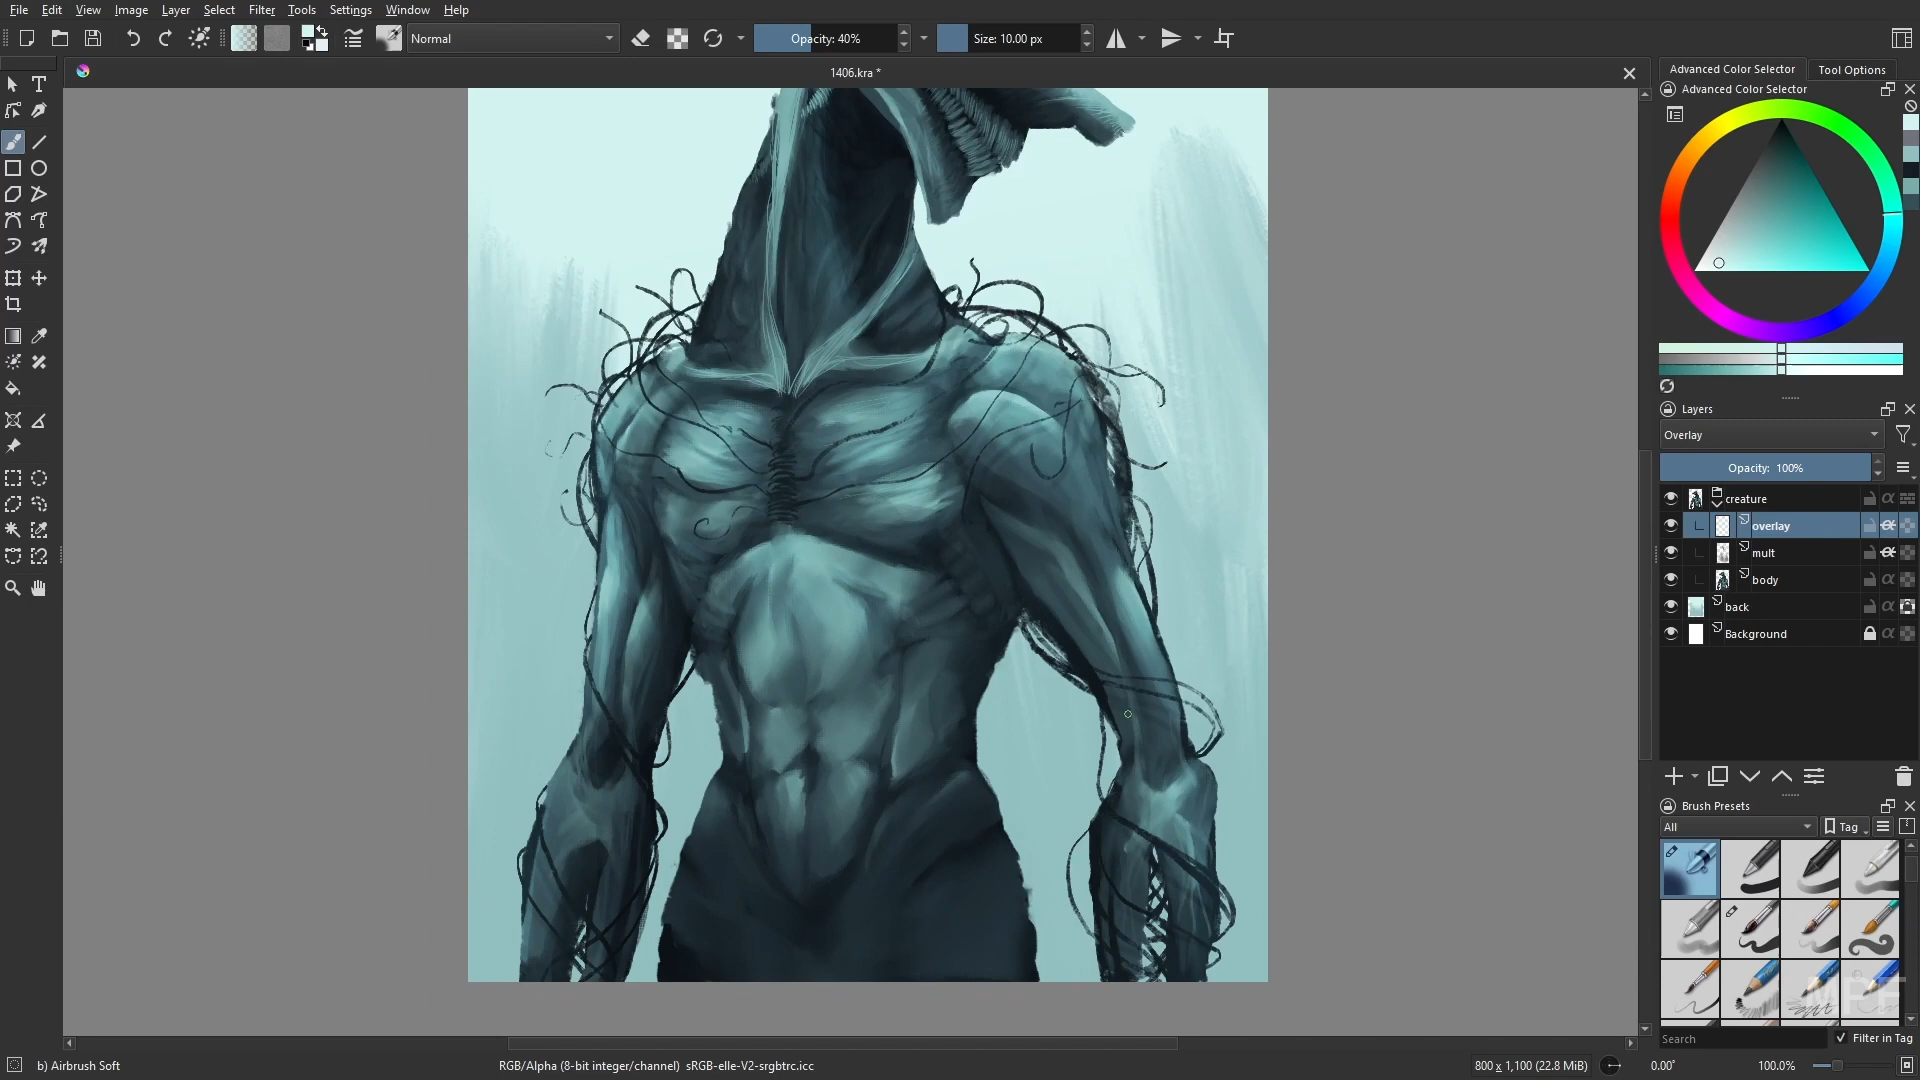 File Edit View Image Layer Select Filter Tools Settings Window Help
Normal
Opacity: 40%
Size: 10.00 px
1406.kra *
Advanced Color Selector
Tool Options
Advanced Color Selector
Layers
Overlay
Opacity: 100%
creature
overlay
mult
body
back
Background
Brush Presets
All
Tag
Search
Filter in Tag
b) Airbrush Soft
RGB/Alpha (8-bit integer/channel) sRGB-elle-V2-srgbtrc.icc
800 x 1,100 (22.8 MiB)
0.00°
100.0%